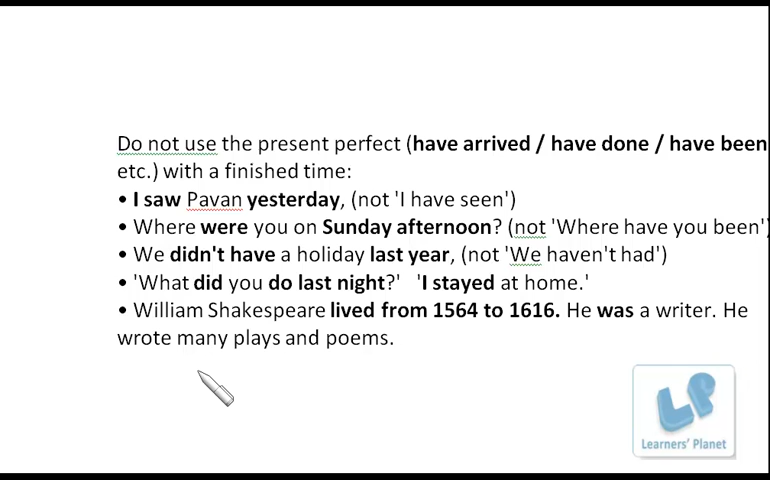 Do not use the present perfect (have arrived / have done / have been
etc.) with a finished time:
• I saw Pavan yesterday, (not 'I have seen')
• Where were you on Sunday afternoon? (not 'Where have you been')
• We didn't have a holiday last year, (not 'We haven't had')
• 'What did you do last night?' 'I stayed at home.'
• William Shakespeare lived from 1564 to 1616. He was a writer. He
wrote many plays and poems.
LP
Learners' Planet